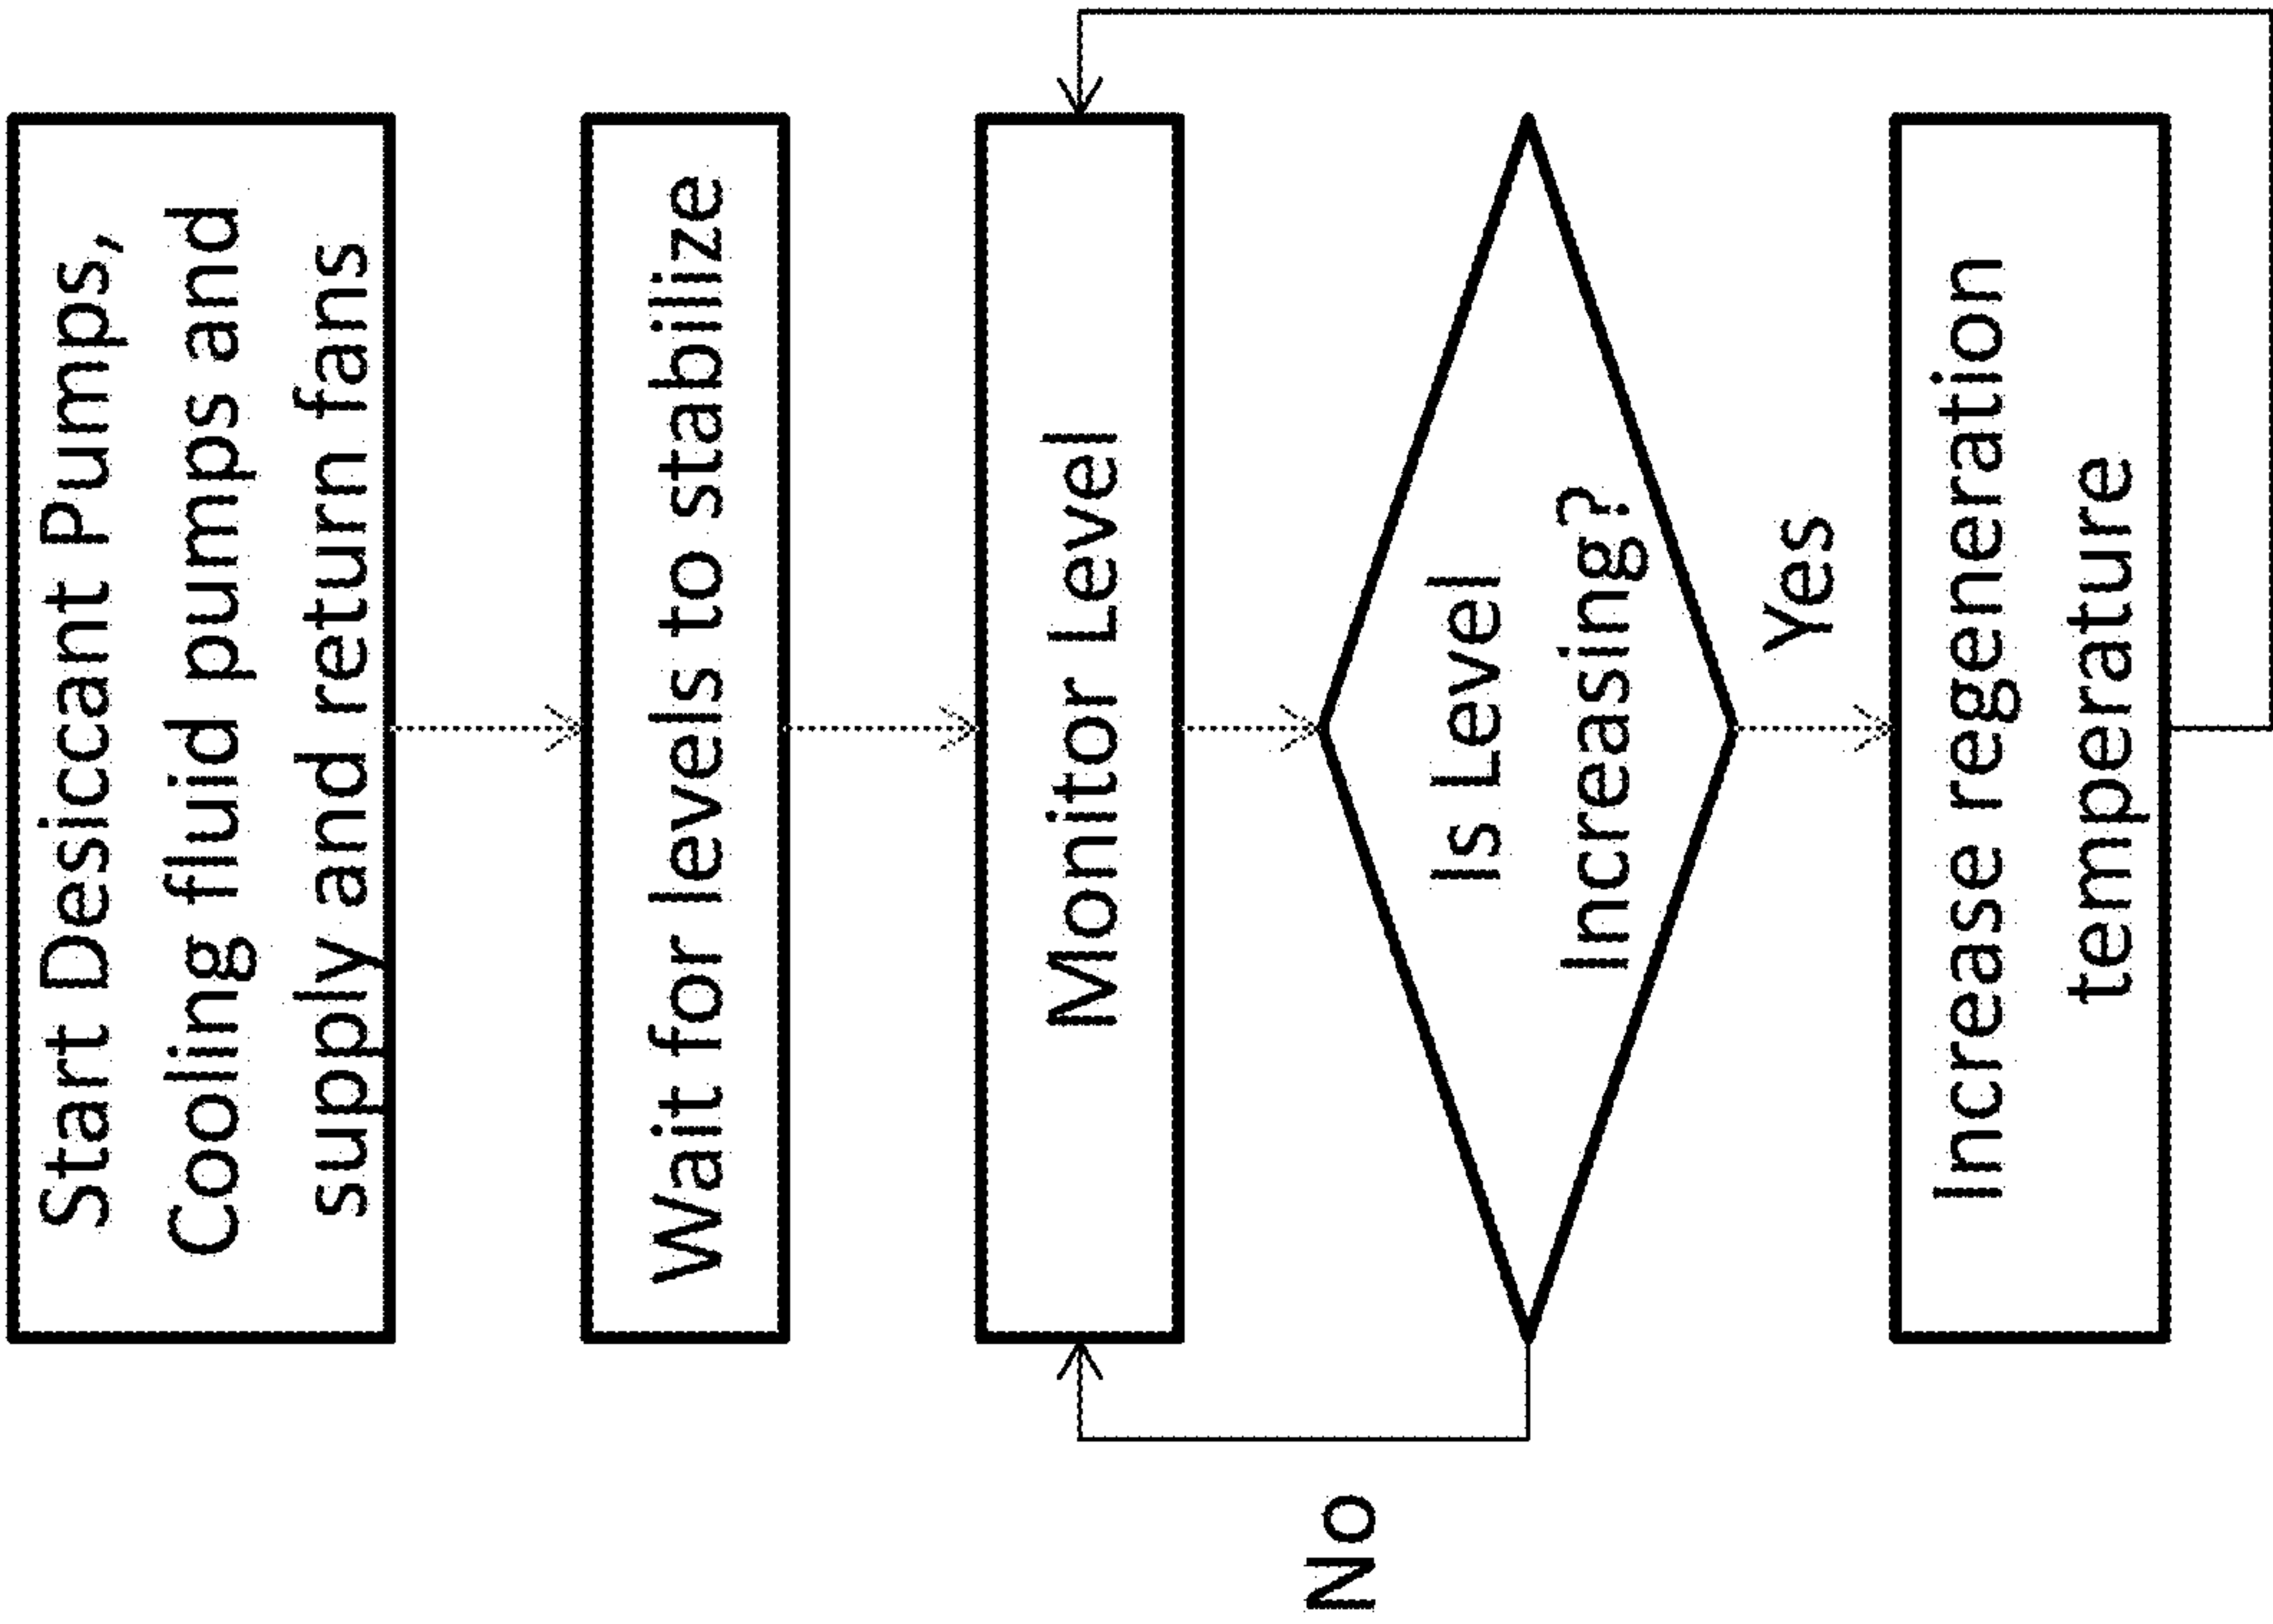 Start Desiccant Pumps,
Cooling fluid pumps and
supply and return fans
Wait for levels to stabilize
Monitor Level
Is Level
Increasing?
No
Yes
Increase regeneration
temperature